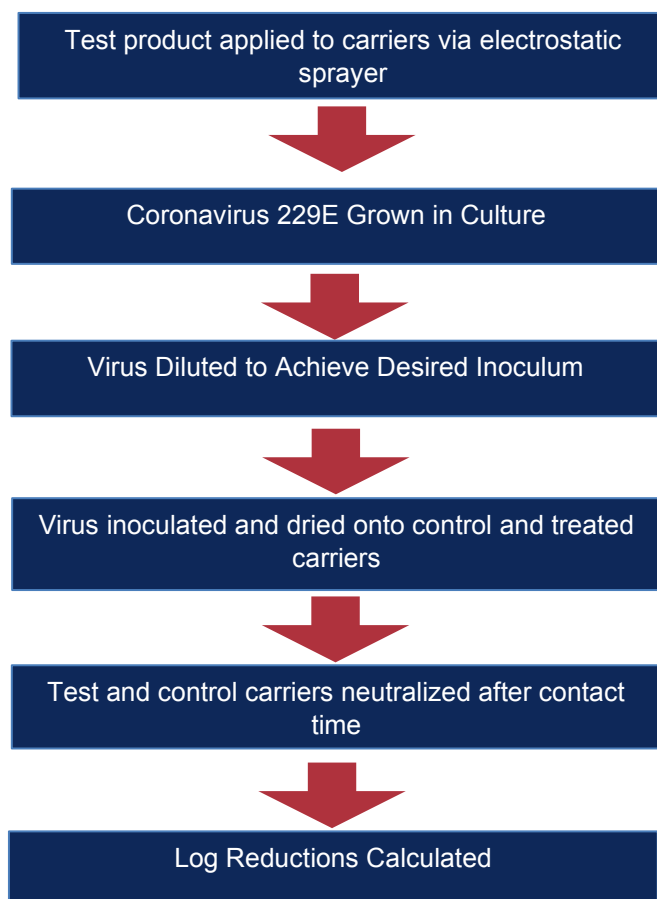 Test product applied to carriers via electrostatic
sprayer
Coronavirus 229E Grown in Culture
Virus Diluted to Achieve Desired Inoculum
Virus inoculated and dried onto control and treated
carriers
Test and control carriers neutralized after contact
time
Log Reductions Calculated